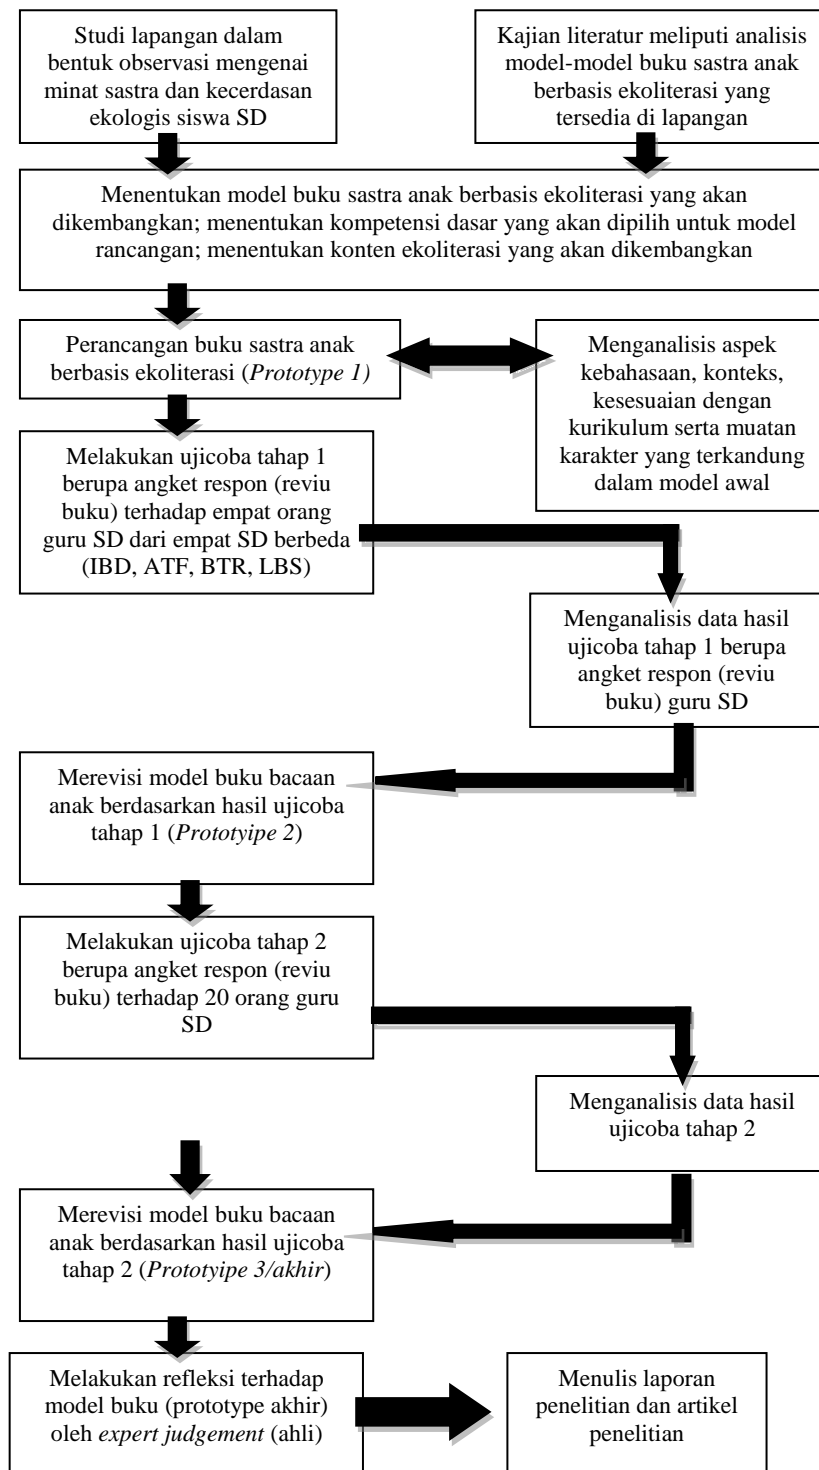 Studi lapangan dalam
bentuk observasi mengenai
minat sastra dan kecerdasan
ekologis siswa SD
Kajian literatur meliputi analisis
model-model buku sastra anak
berbasis ekoliterasi yang
tersedia di lapangan
Menentukan model buku sastra anak berbasis ekoliterasi yang akan
dikembangkan; menentukan kompetensi dasar yang akan dipilih untuk model
rancangan; menentukan konten ekoliterasi yang akan dikembangkan
Perancangan buku sastra anak
berbasis ekoliterasi (Prototype 1)
Menganalisis aspek
kebahasaan, konteks,
kesesuaian dengan
kurikulum serta muatan
karakter yang terkandung
dalam model awal
Melakukan ujicoba tahap 1
berupa angket respon (reviu
buku) terhadap empat orang
guru SD dari empat SD berbeda
(IBD, ATF, BTR, LBS)
Menganalisis data hasil
ujicoba tahap 1 berupa
angket respon (reviu
buku) guru SD
Merevisi model buku bacaan
anak berdasarkan hasil ujicoba
tahap 1 (Prototyipe 2)
Melakukan ujicoba tahap 2
berupa angket respon (reviu
buku) terhadap 20 orang guru
SD
Menganalisis data hasil
ujicoba tahap 2
Merevisi model buku bacaan
anak berdasarkan hasil ujicoba
tahap 2 (Prototyipe 3/akhir)
Melakukan refleksi terhadap
model buku (prototype akhir)
oleh expert judgement (ahli)
Menulis laporan
penelitian dan artikel
penelitian